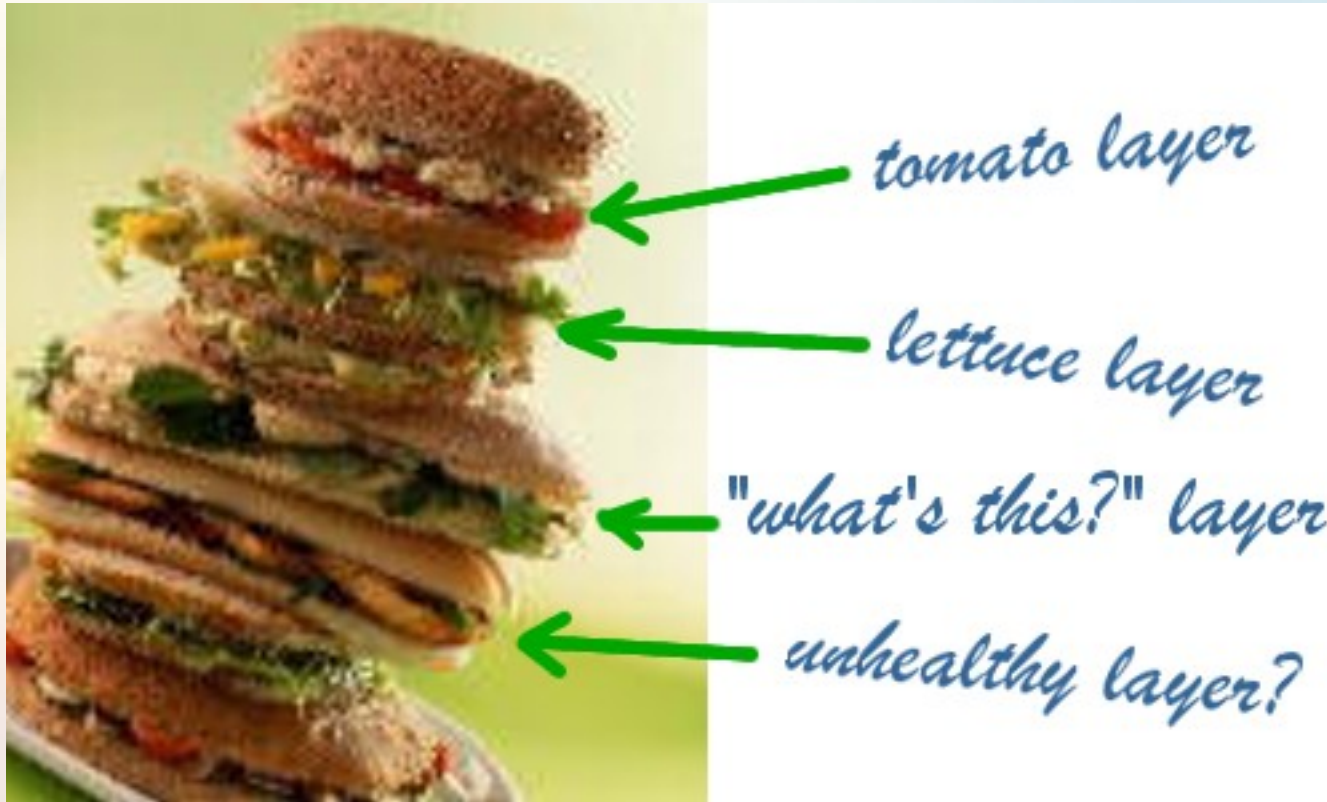 tomato layer
lettuce layer
"what's this?" layer
unhealthy layer?